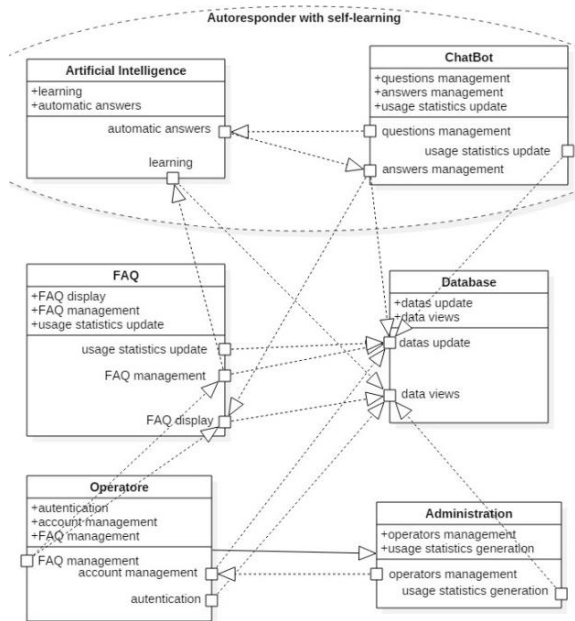 Autoresponder with self-learning
Artificial Intelligence
+learning
+automatic answers
automatic answers
learning
ChatBot
+questions management
+answers management
+usage statistics update
questions management
usage statistics update
answers management
FAQ
+FAQ display
+FAQ management
+usage statistics update
usage statistics update
FAQ management
FAQ display
Database
+datas update
+data views
datas update
data views
Operatore
+autentication
+account management
+FAQ management
FAQ management
account management
autentication
Administration
+operators management
+usage statistics generation
operators management
usage statistics generation